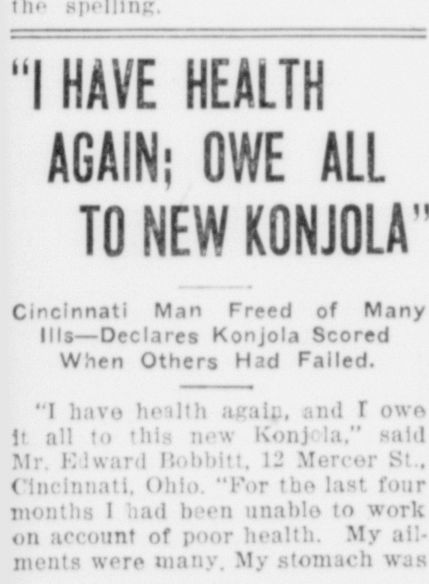 the spelling.
"I HAVE HEALTH
AGAIN; OWE ALL
TO NEW KONJOLA"
Cincinnati Man Freed of Many
Ills—Declares Konjola Scored
When Others Had Failed.
"I have health again, and I owe
it all to this new Konjola," said
Mr. Edward Bobbitt, 12 Mercer St.,
Cincinnati, Ohio. "For the last four
months I had been unable to work
on account of poor health. My ail-
ments were many. My stomach was